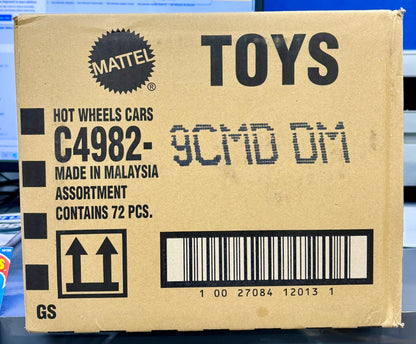 MATTEL
®
TOYS
HOT WHEELS CARS
C4982- 9CMD DM
MADE IN MALAYSIA
ASSORTMENT
CONTAINS 72 PCS.
1 00 27084 12013 1
GS